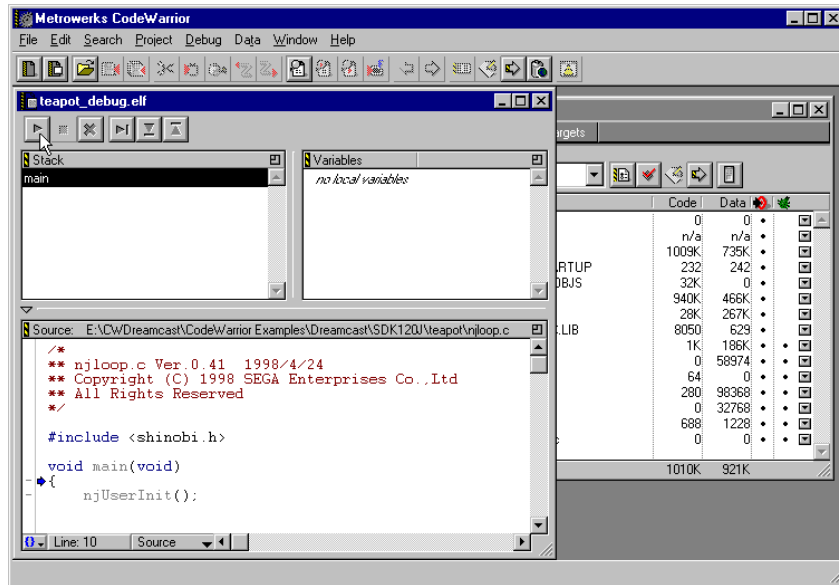 Metrowerks CodeWarrior
File Edit Search Project Debug Data Window Help
teapot_debug.elf
Stack
main
Variables
no local variables
Source: E:\CWDreamcast\CodeWarrior Examples\Dreamcast\SDK120J\teapot\njloop.c
/*
** njloop.c Ver.0.41 1998/4/24
** Copyright (C) 1998 SEGA Enterprises Co.,Ltd
** All Rights Reserved
*/
#include <shinobi.h>
void main(void)
{
njUserInit();
Line: 10 Source
argets
Code Data
0 0
n/a n/a
1009K 735K
RTUP 232 242
OBJS 32K 0
940K 466K
28K 267K
.LIB 8050 629
1K 186K
0 58974
64 0
280 98368
0 32768
688 1228
0 0
1010K 921K